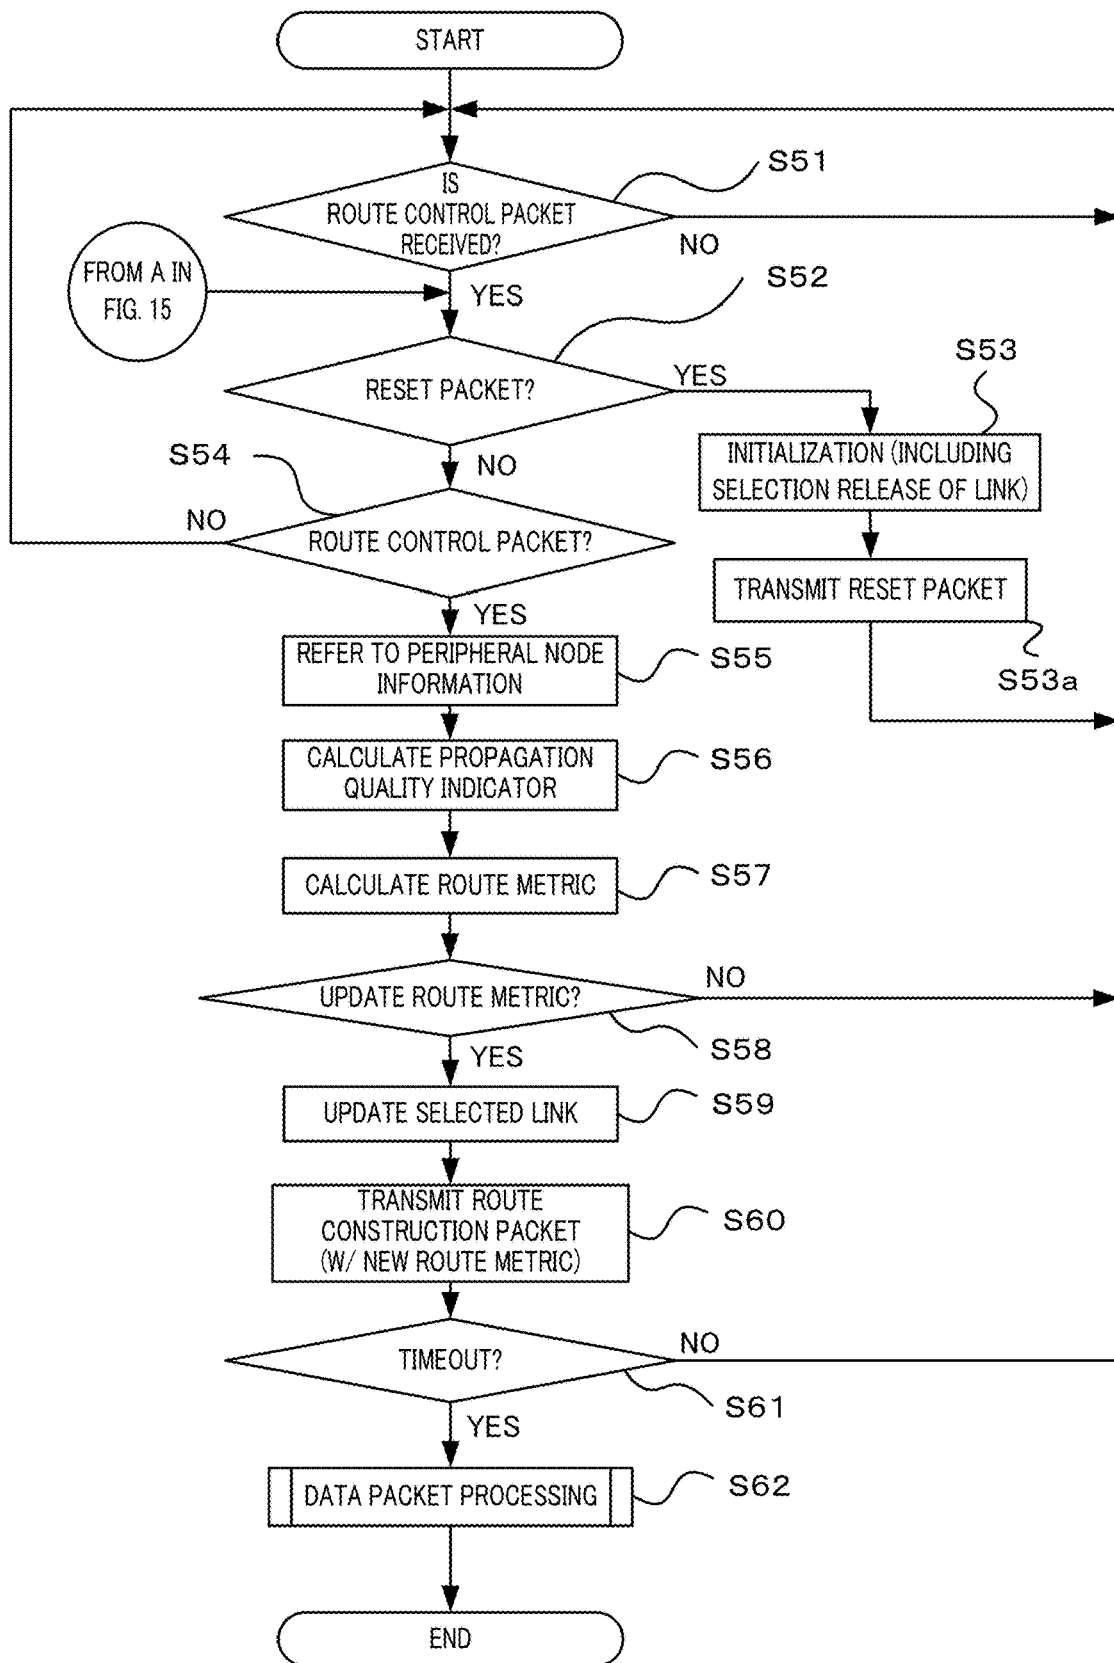 START
IS
ROUTE CONTROL PACKET
RECEIVED?
S51
NO
FROM A IN
FIG. 15
YES
S52
RESET PACKET?
YES
S53
INITIALIZATION (INCLUDING
SELECTION RELEASE OF LINK)
NO
S54
NO
ROUTE CONTROL PACKET?
TRANSMIT RESET PACKET
S53a
YES
REFER TO PERIPHERAL NODE
INFORMATION
S55
CALCULATE PROPAGATION
QUALITY INDICATOR
S56
CALCULATE ROUTE METRIC
S57
UPDATE ROUTE METRIC?
NO
S58
YES
UPDATE SELECTED LINK
S59
TRANSMIT ROUTE
CONSTRUCTION PACKET
(W/ NEW ROUTE METRIC)
S60
TIMEOUT?
NO
S61
YES
DATA PACKET PROCESSING
S62
END